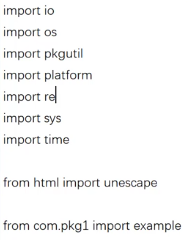 import io
import os
import pkgutil
import platform
import re
import sys
import time
from html import unescape
from com.pkg1 import example